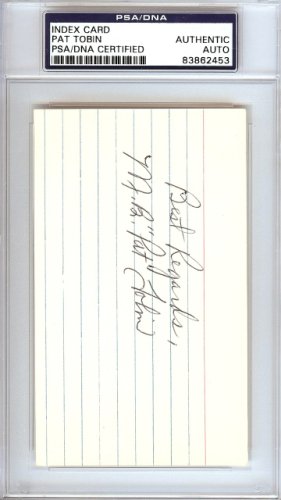 PSA/DNA
INDEX CARD
PAT TOBIN
PSA/DNA CERTIFIED
AUTHENTIC
AUTO
83862453
Best Regards,
M. B. "Pat" Tobin